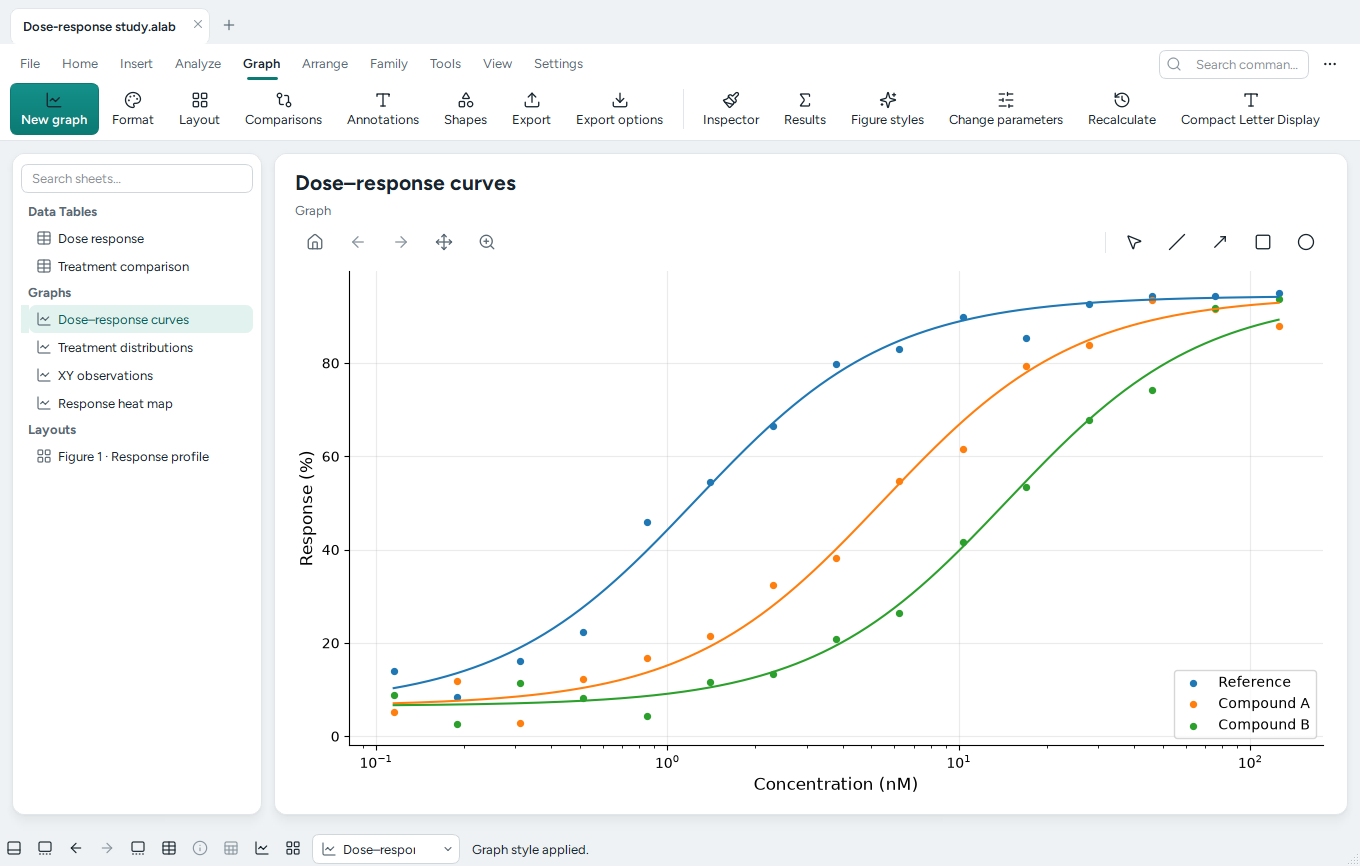 Dose-response study.alab
File Home Insert Analyze Graph Arrange Family Tools View Settings
Search comman...
New graph Format Layout Comparisons Annotations Shapes Export Export options Inspector Results Figure styles Change parameters Recalculate Compact Letter Display
Search sheets...
Data Tables
Dose response
Treatment comparison
Graphs
Dose–response curves
Treatment distributions
XY observations
Response heat map
Layouts
Figure 1 · Response profile
Dose–response curves
Graph
Response (%)
80
60
40
20
0
Reference
Compound A
Compound B
10⁻¹ 10⁰ 10¹ 10²
Concentration (nM)
Dose–respoı
Graph style applied.